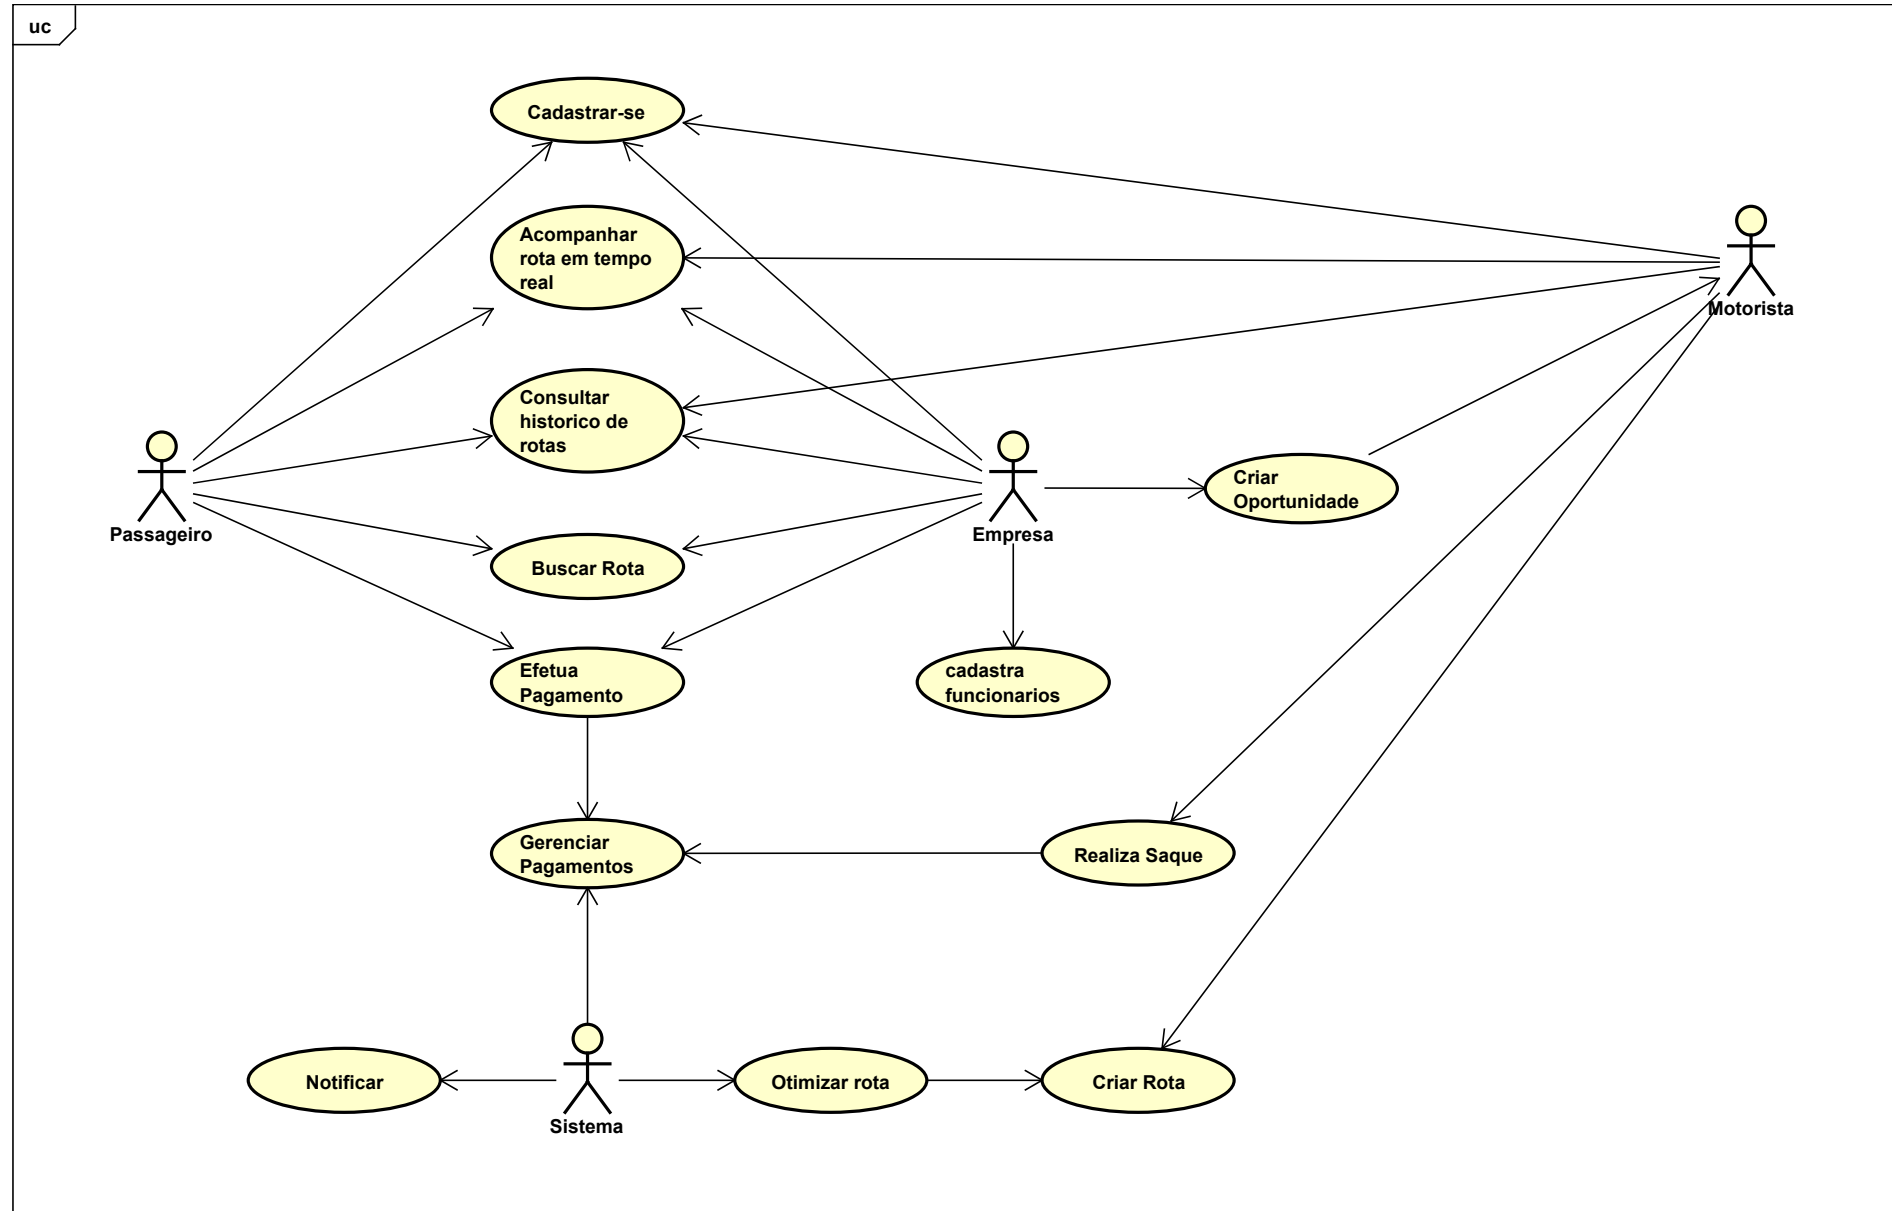 uc
Cadastrar-se
Acompanhar
rota em tempo
real
Motorista
Consultar
historico de
rotas
Criar
Oportunidade
Passageiro
Empresa
Buscar Rota
Efetua
Pagamento
cadastra
funcionarios
Gerenciar
Pagamentos
Realiza Saque
Notificar
Otimizar rota
Criar Rota
Sistema